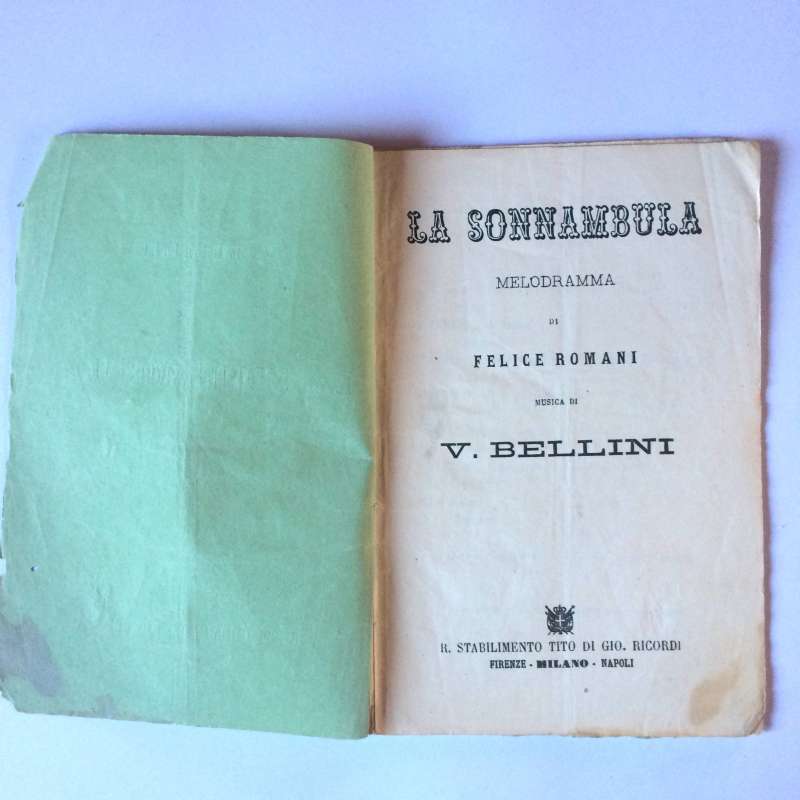 LA SONNAMBULA
MELODRAMMA
DI
FELICE ROMANI
MUSICA DI
V. BELLINI
R. STABILIMENTO TITO DI GIO. RICORDI
FIRENZE - MILANO - NAPOLI